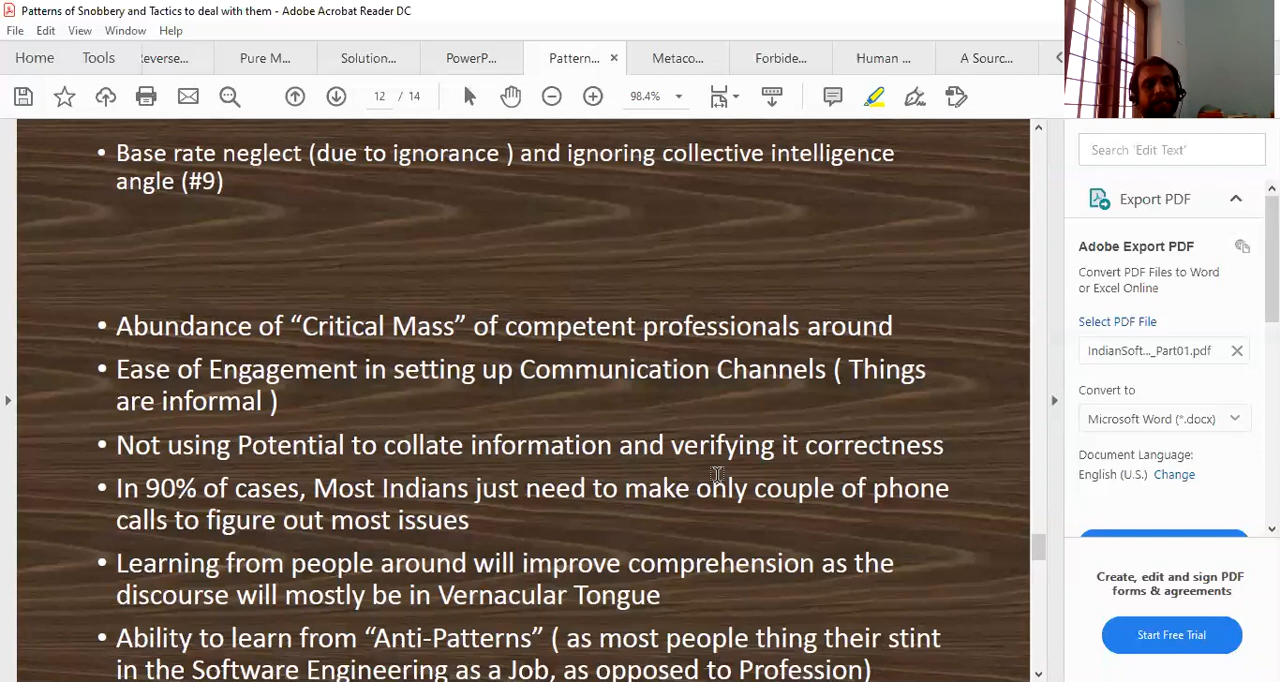 Patterns of Snobbery and Tactics to deal with them - Adobe Acrobat Reader DC
File Edit View Window Help
Home Tools everse... Pure M... Solution... PowerP... Pattern... × Metaco... Forbide... Human ... A Sourc...
12 / 14 98.4%
Search 'Edit Text'
• Base rate neglect (due to ignorance ) and ignoring collective intelligence
angle (#9)
• Abundance of “Critical Mass” of competent professionals around
• Ease of Engagement in setting up Communication Channels ( Things
are informal )
• Not using Potential to collate information and verifying it correctness
• In 90% of cases, Most Indians just need to make only couple of phone
calls to figure out most issues
• Learning from people around will improve comprehension as the
discourse will mostly be in Vernacular Tongue
• Ability to learn from “Anti-Patterns” ( as most people thing their stint
in the Software Engineering as a Job, as opposed to Profession)
Export PDF
Adobe Export PDF
Convert PDF Files to Word
or Excel Online
Select PDF File
IndianSoft..._Part01.pdf
Convert to
Microsoft Word (*.docx)
Document Language:
English (U.S.) Change
Create, edit and sign PDF
forms & agreements
Start Free Trial